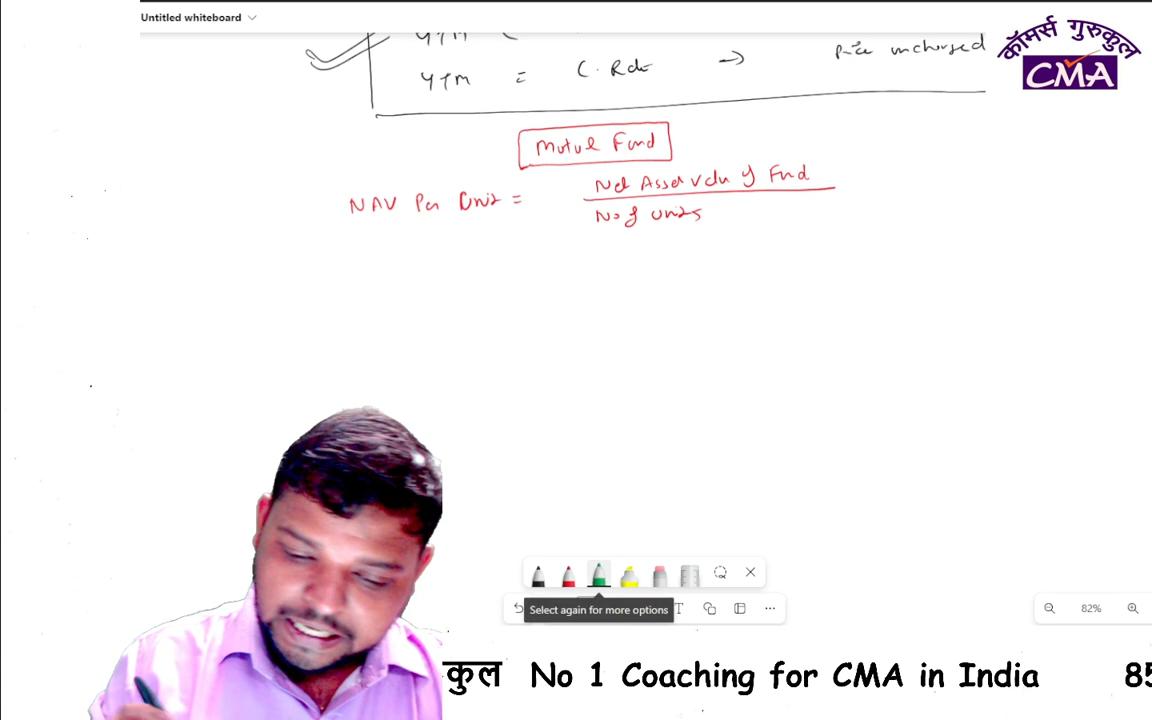 Untitled whiteboard
YTM
Price unchanged
YTM = C. Rate →
कॉमर्स गुरुकुल
CMA
Mutual Fund
NAV Per Unit = Net Asset Value of Fund
No of units
Select again for more options
T
82%
कुल No 1 Coaching for CMA in India 85